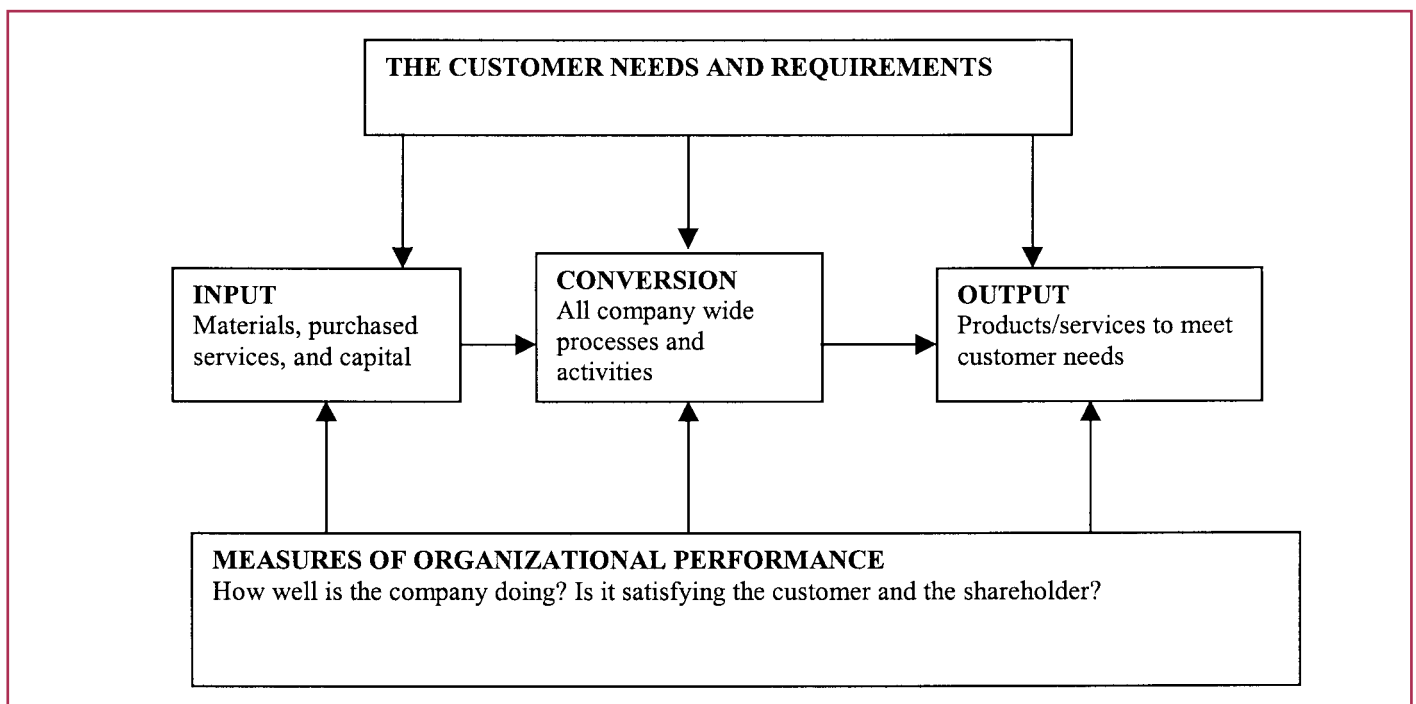 THE CUSTOMER NEEDS AND REQUIREMENTS
INPUT
Materials, purchased
services, and capital
CONVERSION
All company wide
processes and
activities
OUTPUT
Products/services to meet
customer needs
MEASURES OF ORGANIZATIONAL PERFORMANCE
How well is the company doing? Is it satisfying the customer and the shareholder?